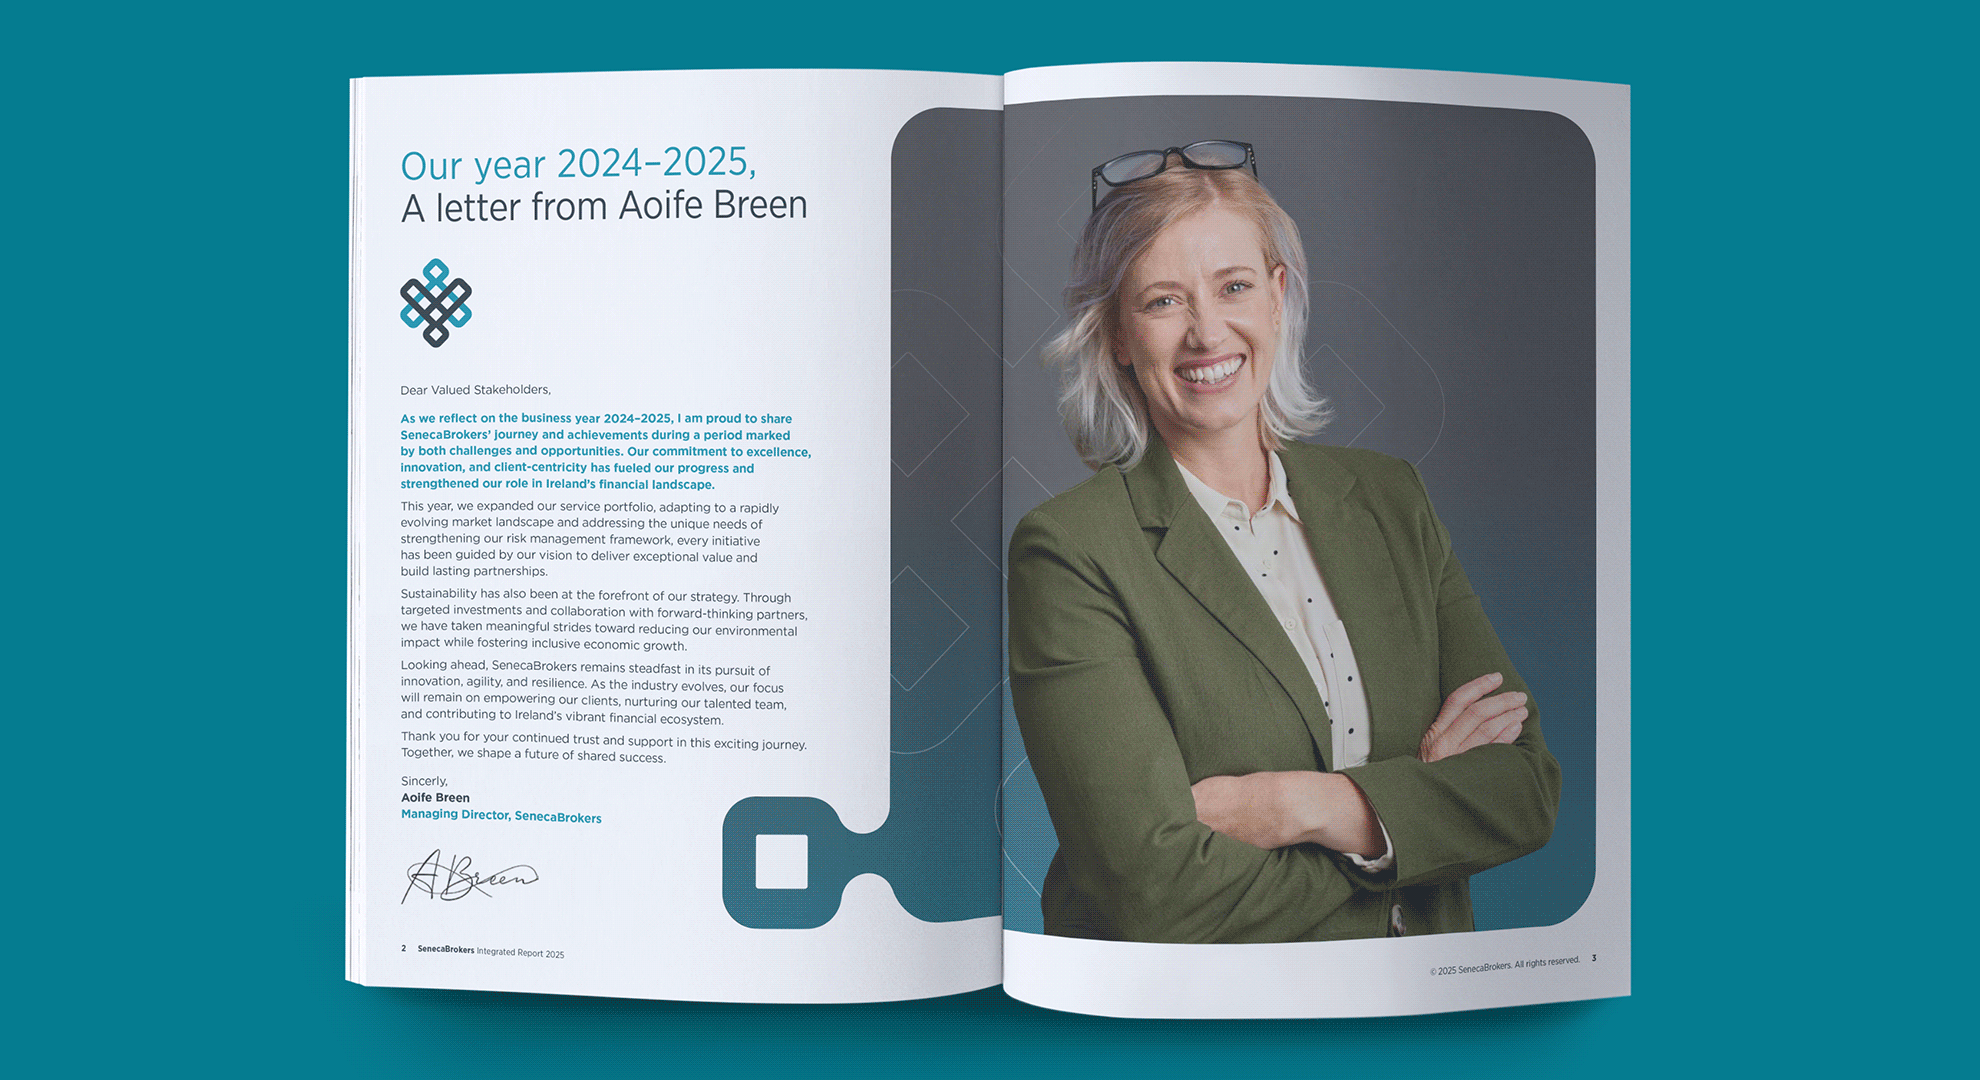 Our year 2024–2025,
A letter from Aoife Breen
Dear Valued Stakeholders,
As we reflect on the business year 2024–2025, I am proud to share
SenecaBrokers’ journey and achievements during a period marked
by both challenges and opportunities. Our commitment to excellence,
innovation, and client-centricity has fueled our progress and
strengthened our role in Ireland’s financial landscape.
This year, we expanded our service portfolio, adapting to a rapidly
evolving market landscape and addressing the unique needs of
strengthening our risk management framework, every initiative
has been guided by our vision to deliver exceptional value and
build lasting partnerships.
Sustainability has also been at the forefront of our strategy. Through
targeted investments and collaboration with forward-thinking partners,
we have taken meaningful strides toward reducing our environmental
impact while fostering inclusive economic growth.
Looking ahead, SenecaBrokers remains steadfast in its pursuit of
innovation, agility, and resilience. As the industry evolves, our focus
will remain on empowering our clients, nurturing our talented team,
and contributing to Ireland’s vibrant financial ecosystem.
Thank you for your continued trust and support in this exciting journey.
Together, we shape a future of shared success.
Sincerely,
Aoife Breen
Managing Director, SenecaBrokers
A Breen
2 SenecaBrokers Integrated Report 2025
© 2025 SenecaBrokers. All rights reserved. 3